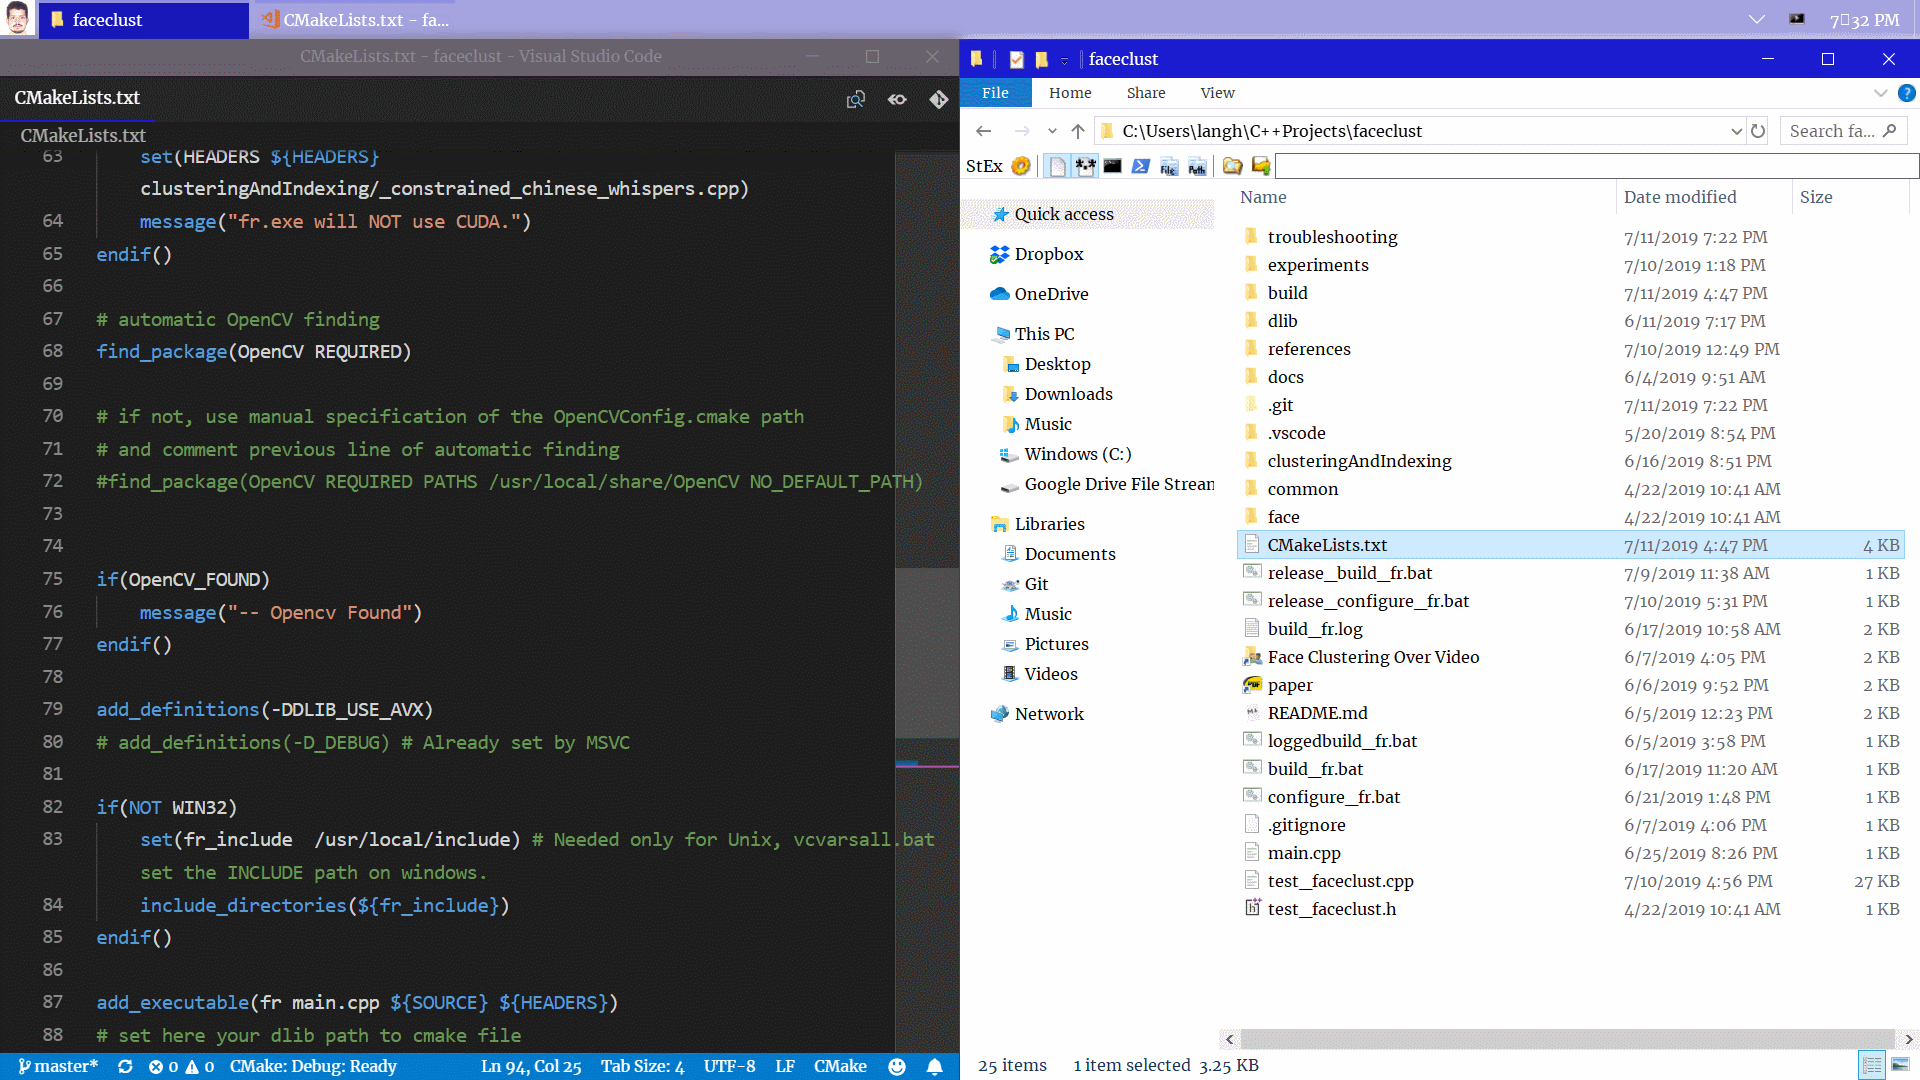 faceclust
CMakeLists.txt - fa...
7▯32 PM
CMakeLists.txt - faceclust - Visual Studio Code
CMakeLists.txt
CMakeLists.txt
63 set(HEADERS ${HEADERS}
clusteringAndIndexing/_constrained_chinese_whispers.cpp)
64 message("fr.exe will NOT use CUDA.")
65 endif()
66
67 # automatic OpenCV finding
68 find_package(OpenCV REQUIRED)
69
70 # if not, use manual specification of the OpenCVConfig.cmake path
71 # and comment previous line of automatic finding
72 #find_package(OpenCV REQUIRED PATHS /usr/local/share/OpenCV NO_DEFAULT_PATH)
73
74
75 if(OpenCV_FOUND)
76 message("-- Opencv Found")
77 endif()
78
79 add_definitions(-DDLIB_USE_AVX)
80 # add_definitions(-D_DEBUG) # Already set by MSVC
81
82 if(NOT WIN32)
83 set(fr_include  /usr/local/include) # Needed only for Unix, vcvarsall.bat
set the INCLUDE path on windows.
84 include_directories(${fr_include})
85 endif()
86
87 add_executable(fr main.cpp ${SOURCE} ${HEADERS})
88 # set here your dlib path to cmake file
master* 0 0 CMake: Debug: Ready Ln 94, Col 25 Tab Size: 4 UTF-8 LF CMake
faceclust
File Home Share View
C:\Users\langh\C++Projects\faceclust Search fa...
StEx
Quick access
Dropbox
OneDrive
This PC
Desktop
Downloads
Music
Windows (C:)
Google Drive File Stream
Libraries
Documents
Git
Music
Pictures
Videos
Network
Name Date modified Size
troubleshooting 7/11/2019 7:22 PM
experiments 7/10/2019 1:18 PM
build 7/11/2019 4:47 PM
dlib 6/11/2019 7:17 PM
references 7/10/2019 12:49 PM
docs 6/4/2019 9:51 AM
.git 7/11/2019 7:22 PM
.vscode 5/20/2019 8:54 PM
clusteringAndIndexing 6/16/2019 8:51 PM
common 4/22/2019 10:41 AM
face 4/22/2019 10:41 AM
CMakeLists.txt 7/11/2019 4:47 PM 4 KB
release_build_fr.bat 7/9/2019 11:38 AM 1 KB
release_configure_fr.bat 7/10/2019 5:31 PM 1 KB
build_fr.log 6/17/2019 10:58 AM 2 KB
Face Clustering Over Video 6/7/2019 4:05 PM 2 KB
paper 6/6/2019 9:52 PM 2 KB
README.md 6/5/2019 12:23 PM 2 KB
loggedbuild_fr.bat 6/5/2019 3:58 PM 1 KB
build_fr.bat 6/17/2019 11:20 AM 1 KB
configure_fr.bat 6/21/2019 1:48 PM 1 KB
.gitignore 6/7/2019 4:06 PM 1 KB
main.cpp 6/25/2019 8:26 PM 1 KB
test_faceclust.cpp 7/10/2019 4:56 PM 27 KB
test_faceclust.h 4/22/2019 10:41 AM 1 KB
25 items 1 item selected 3.25 KB